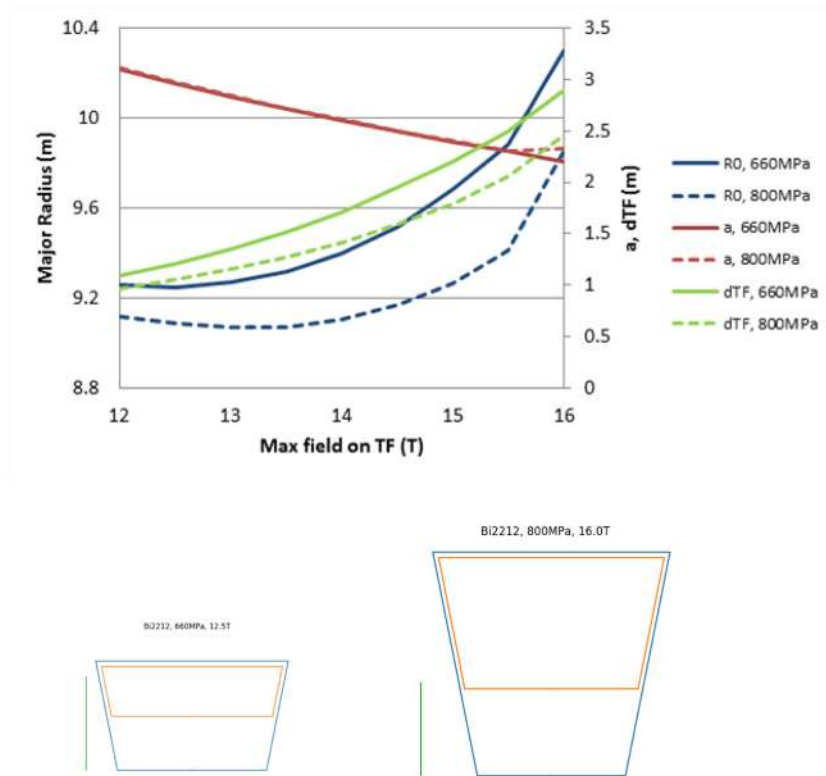 10.4
10
9.6
9.2
8.8
Major Radius (m)
3.5
3
2.5
2
1.5
1
0.5
0
a, dTF (m)
12
13
14
15
16
Max field on TF (T)
R0, 660MPa
R0, 800MPa
a, 660MPa
a, 800MPa
dTF, 660MPa
dTF, 800MPa
Bi2212, 800MPa, 16.0T
Bi2212, 660MPa, 12.5T